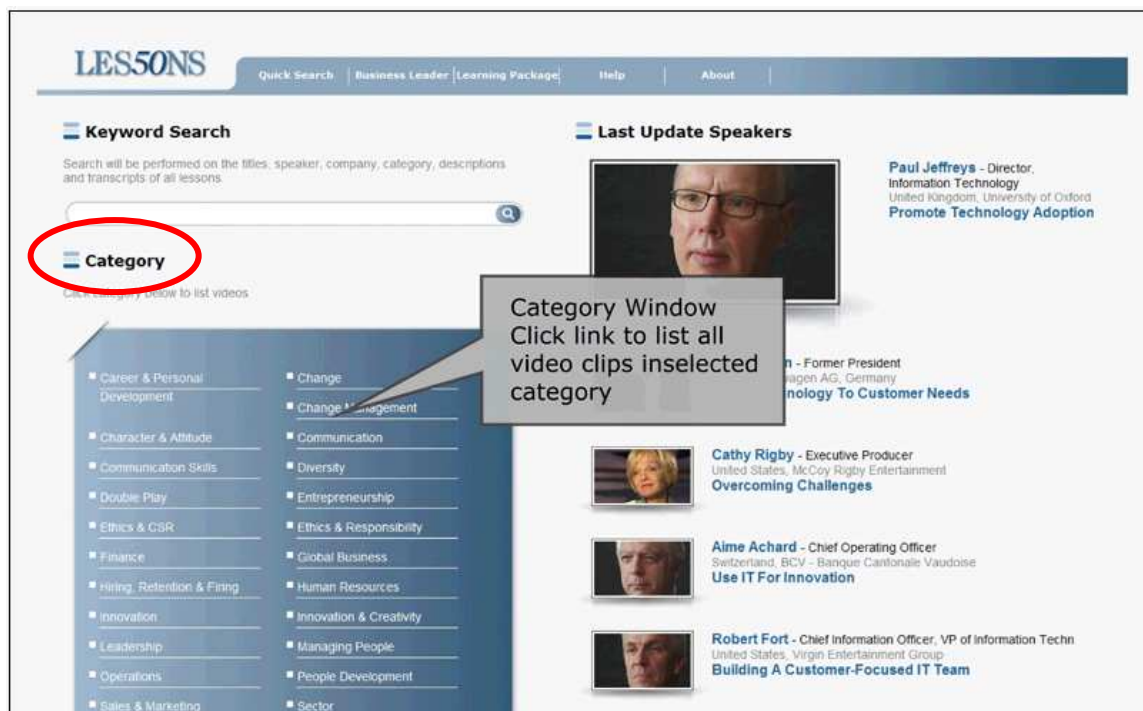 LES50NS
Quick Search
Business Leader
Learning Package
Help
About
Keyword Search
Search will be performed on the titles, speaker, company, category, descriptions
and transcripts of all lessons
Category
Click category below to list videos
Career & Personal
Development
Character & Attitude
Communication Skills
Double Play
Ethics & CSR
Finance
Hiring, Retention & Firing
Innovation
Leadership
Operations
Sales & Marketing
Change
Change Management
Communication
Diversity
Entrepreneurship
Ethics & Responsibility
Global Business
Human Resources
Innovation & Creativity
Managing People
People Development
Sector
Category Window
Click link to list all
video clips inselected
category
Last Update Speakers
Paul Jeffreys - Director,
Information Technology
United Kingdom, University of Oxford
Promote Technology Adoption
- Former President
AG, Germany
To Customer Needs
Cathy Rigby - Executive Producer
United States, McCoy Rigby Entertainment
Overcoming Challenges
Aime Achard - Chief Operating Officer
Switzerland, BCV - Banque Cantonale Vaudoise
Use IT For Innovation
Robert Fort - Chief Information Officer, VP of Information Techn
United States, Virgin Entertainment Group
Building A Customer-Focused IT Team